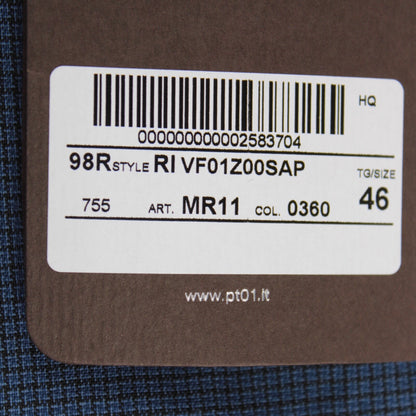 HQ
000000000002583704
98R STYLE RI VF01Z00SAP
TG/SIZE
755 ART. MR11 COL. 0360 46
www.pt01.it